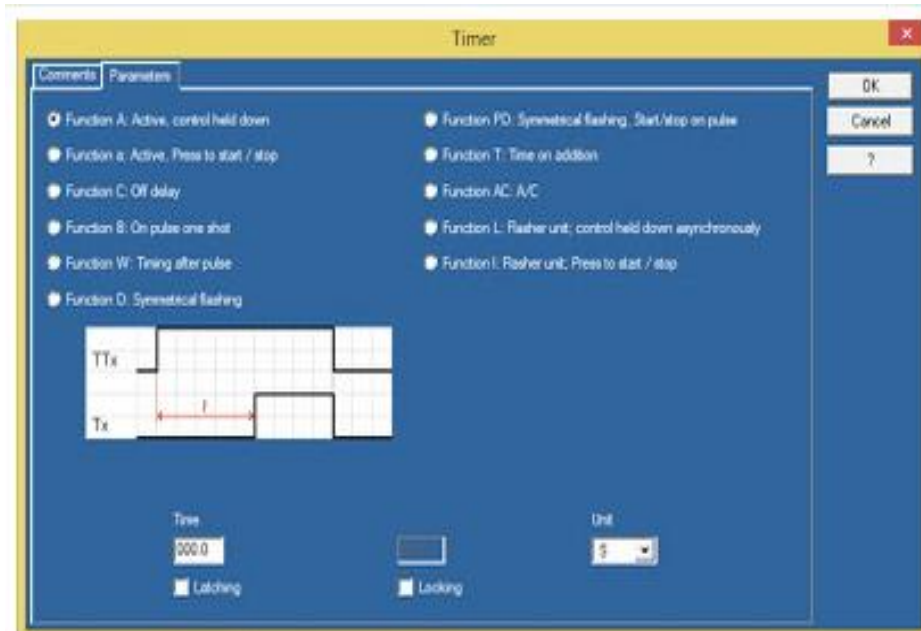 Timer
x
Comments
Parameters
OK
Cancel
?
Function A: Active, control held down
Function a: Active, Press to start / stop
Function C: Off delay
Function B: On pulse one shot
Function W: Timing after pulse
Function D: Symmetrical flashing
Function PD: Symmetrical flashing, Start/stop on pulse
Function T: Time on addition
Function AC: A/C
Function L: Flasher unit; control held down asynchronously
Function l: Flasher unit; Press to start / stop
TTx
Tx
Time
000.0
Latching
Locking
Unit
S